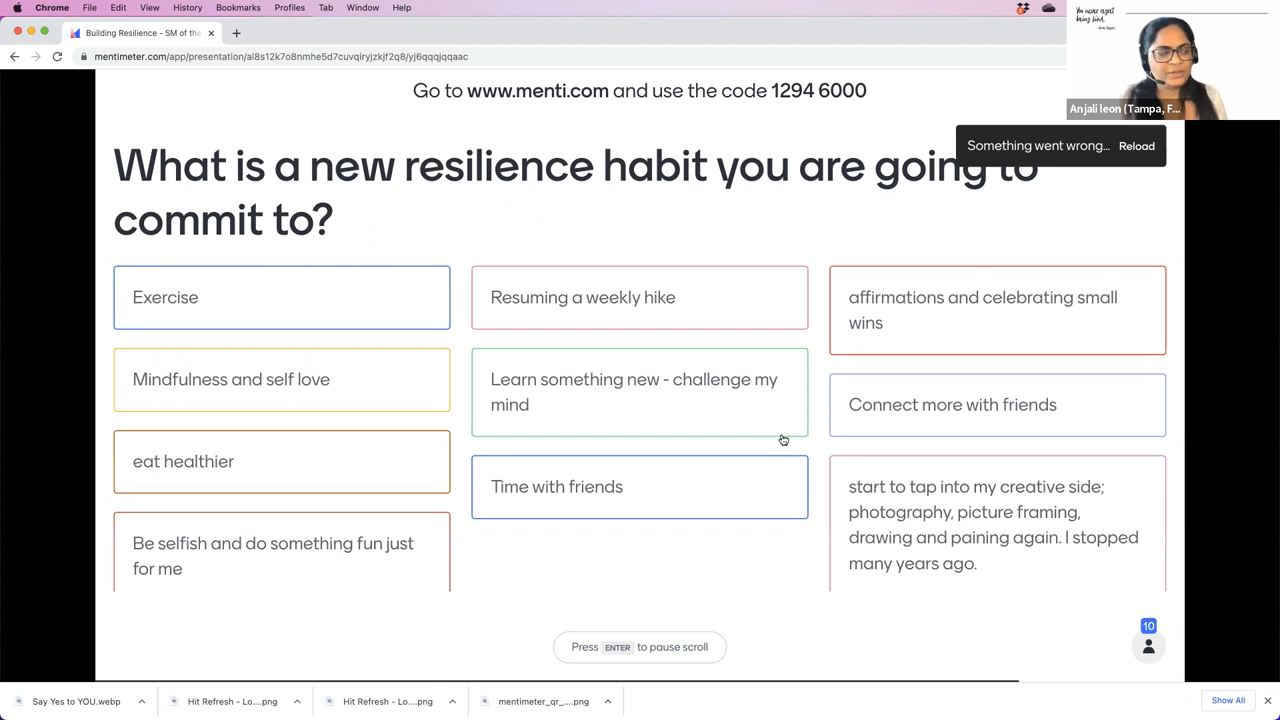 Chrome File Edit View History Bookmarks Profiles Tab Window Help
Building Resilience - SM of the
mentimeter.com/app/presentation/al8s12k7o8nmhe5d7cuvqiryjzkjf2q8/yj6qqqjqqaac
You never regret
being kind.
Anjali leon (Tampa, F...
Go to www.menti.com and use the code 1294 6000
Something went wrong... Reload
What is a new resilience habit you are going to
commit to?
Exercise
Mindfulness and self love
eat healthier
Be selfish and do something fun just
for me
Resuming a weekly hike
Learn something new - challenge my
mind
Time with friends
affirmations and celebrating small
wins
Connect more with friends
start to tap into my creative side;
photography, picture framing,
drawing and paining again. I stopped
many years ago.
10
Press ENTER to pause scroll
Say Yes to YOU.webp
Hit Refresh - Lo....png
Hit Refresh - Lo....png
mentimeter_qr_....png
Show All